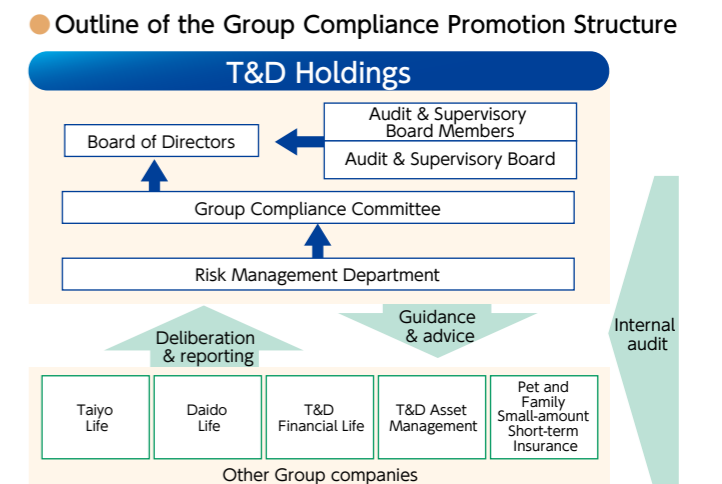 Outline of the Group Compliance Promotion Structure
T&D Holdings
Audit & Supervisory
Board Members
Board of Directors
Audit & Supervisory Board
Group Compliance Committee
Risk Management Department
Deliberation
& reporting
Guidance
& advice
Internal
audit
Taiyo
Life
Daido
Life
T&D
Financial Life
T&D Asset
Management
Pet and
Family
Small-amount
Short-term
Insurance
Other Group companies